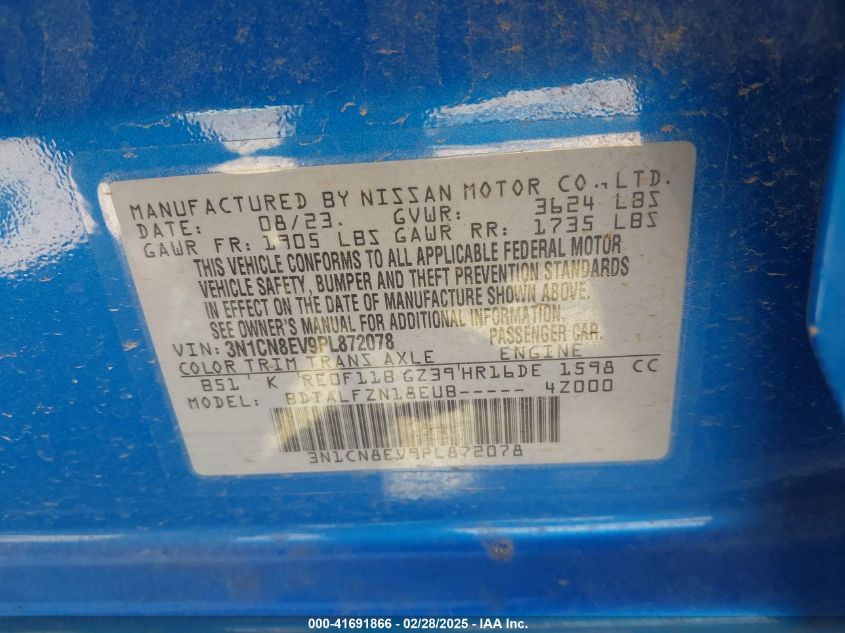 MANUFACTURED BY NISSAN MOTOR CO., LTD.
DATE: 08/23. GVWR: 3624 LBS
GAWR FR: 1905 LBS GAWR RR: 1735 LBS
THIS VEHICLE CONFORMS TO ALL APPLICABLE FEDERAL MOTOR
VEHICLE SAFETY, BUMPER AND THEFT PREVENTION STANDARDS
IN EFFECT ON THE DATE OF MANUFACTURE SHOWN ABOVE.
SEE OWNER'S MANUAL FOR ADDITIONAL INFORMATION.
VIN: 3N1CN8EV9PL872078 PASSENGER CAR.
COLOR TRIM TRANS AXLE ENGINE
B51 K RE0F11B GZ39 HR16DE 1598 CC
MODEL: BDTALFZN18EUB----- 4Z000
3N1CN8EV9PL872078
000-41691866 - 02/28/2025 - IAA Inc.